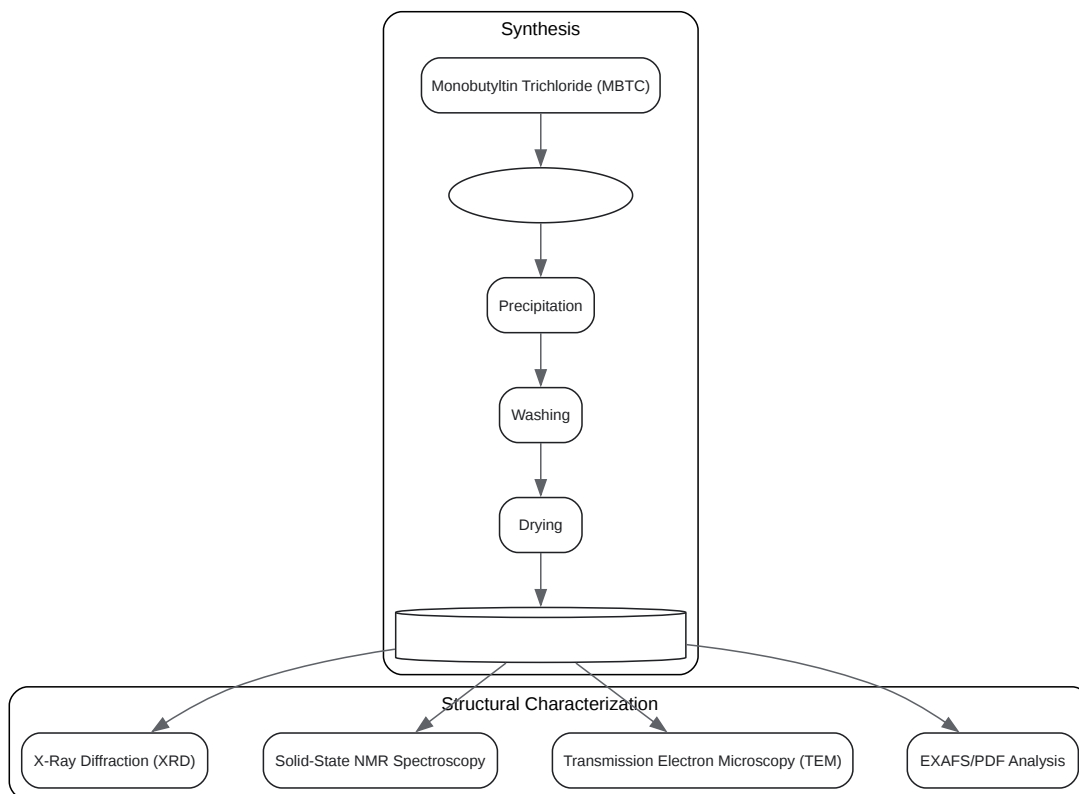 Synthesis
Monobutyltin Trichloride (MBTC)
Precipitation
Washing
Drying
Structural Characterization
X-Ray Diffraction (XRD)
Solid-State NMR Spectroscopy
Transmission Electron Microscopy (TEM)
EXAFS/PDF Analysis